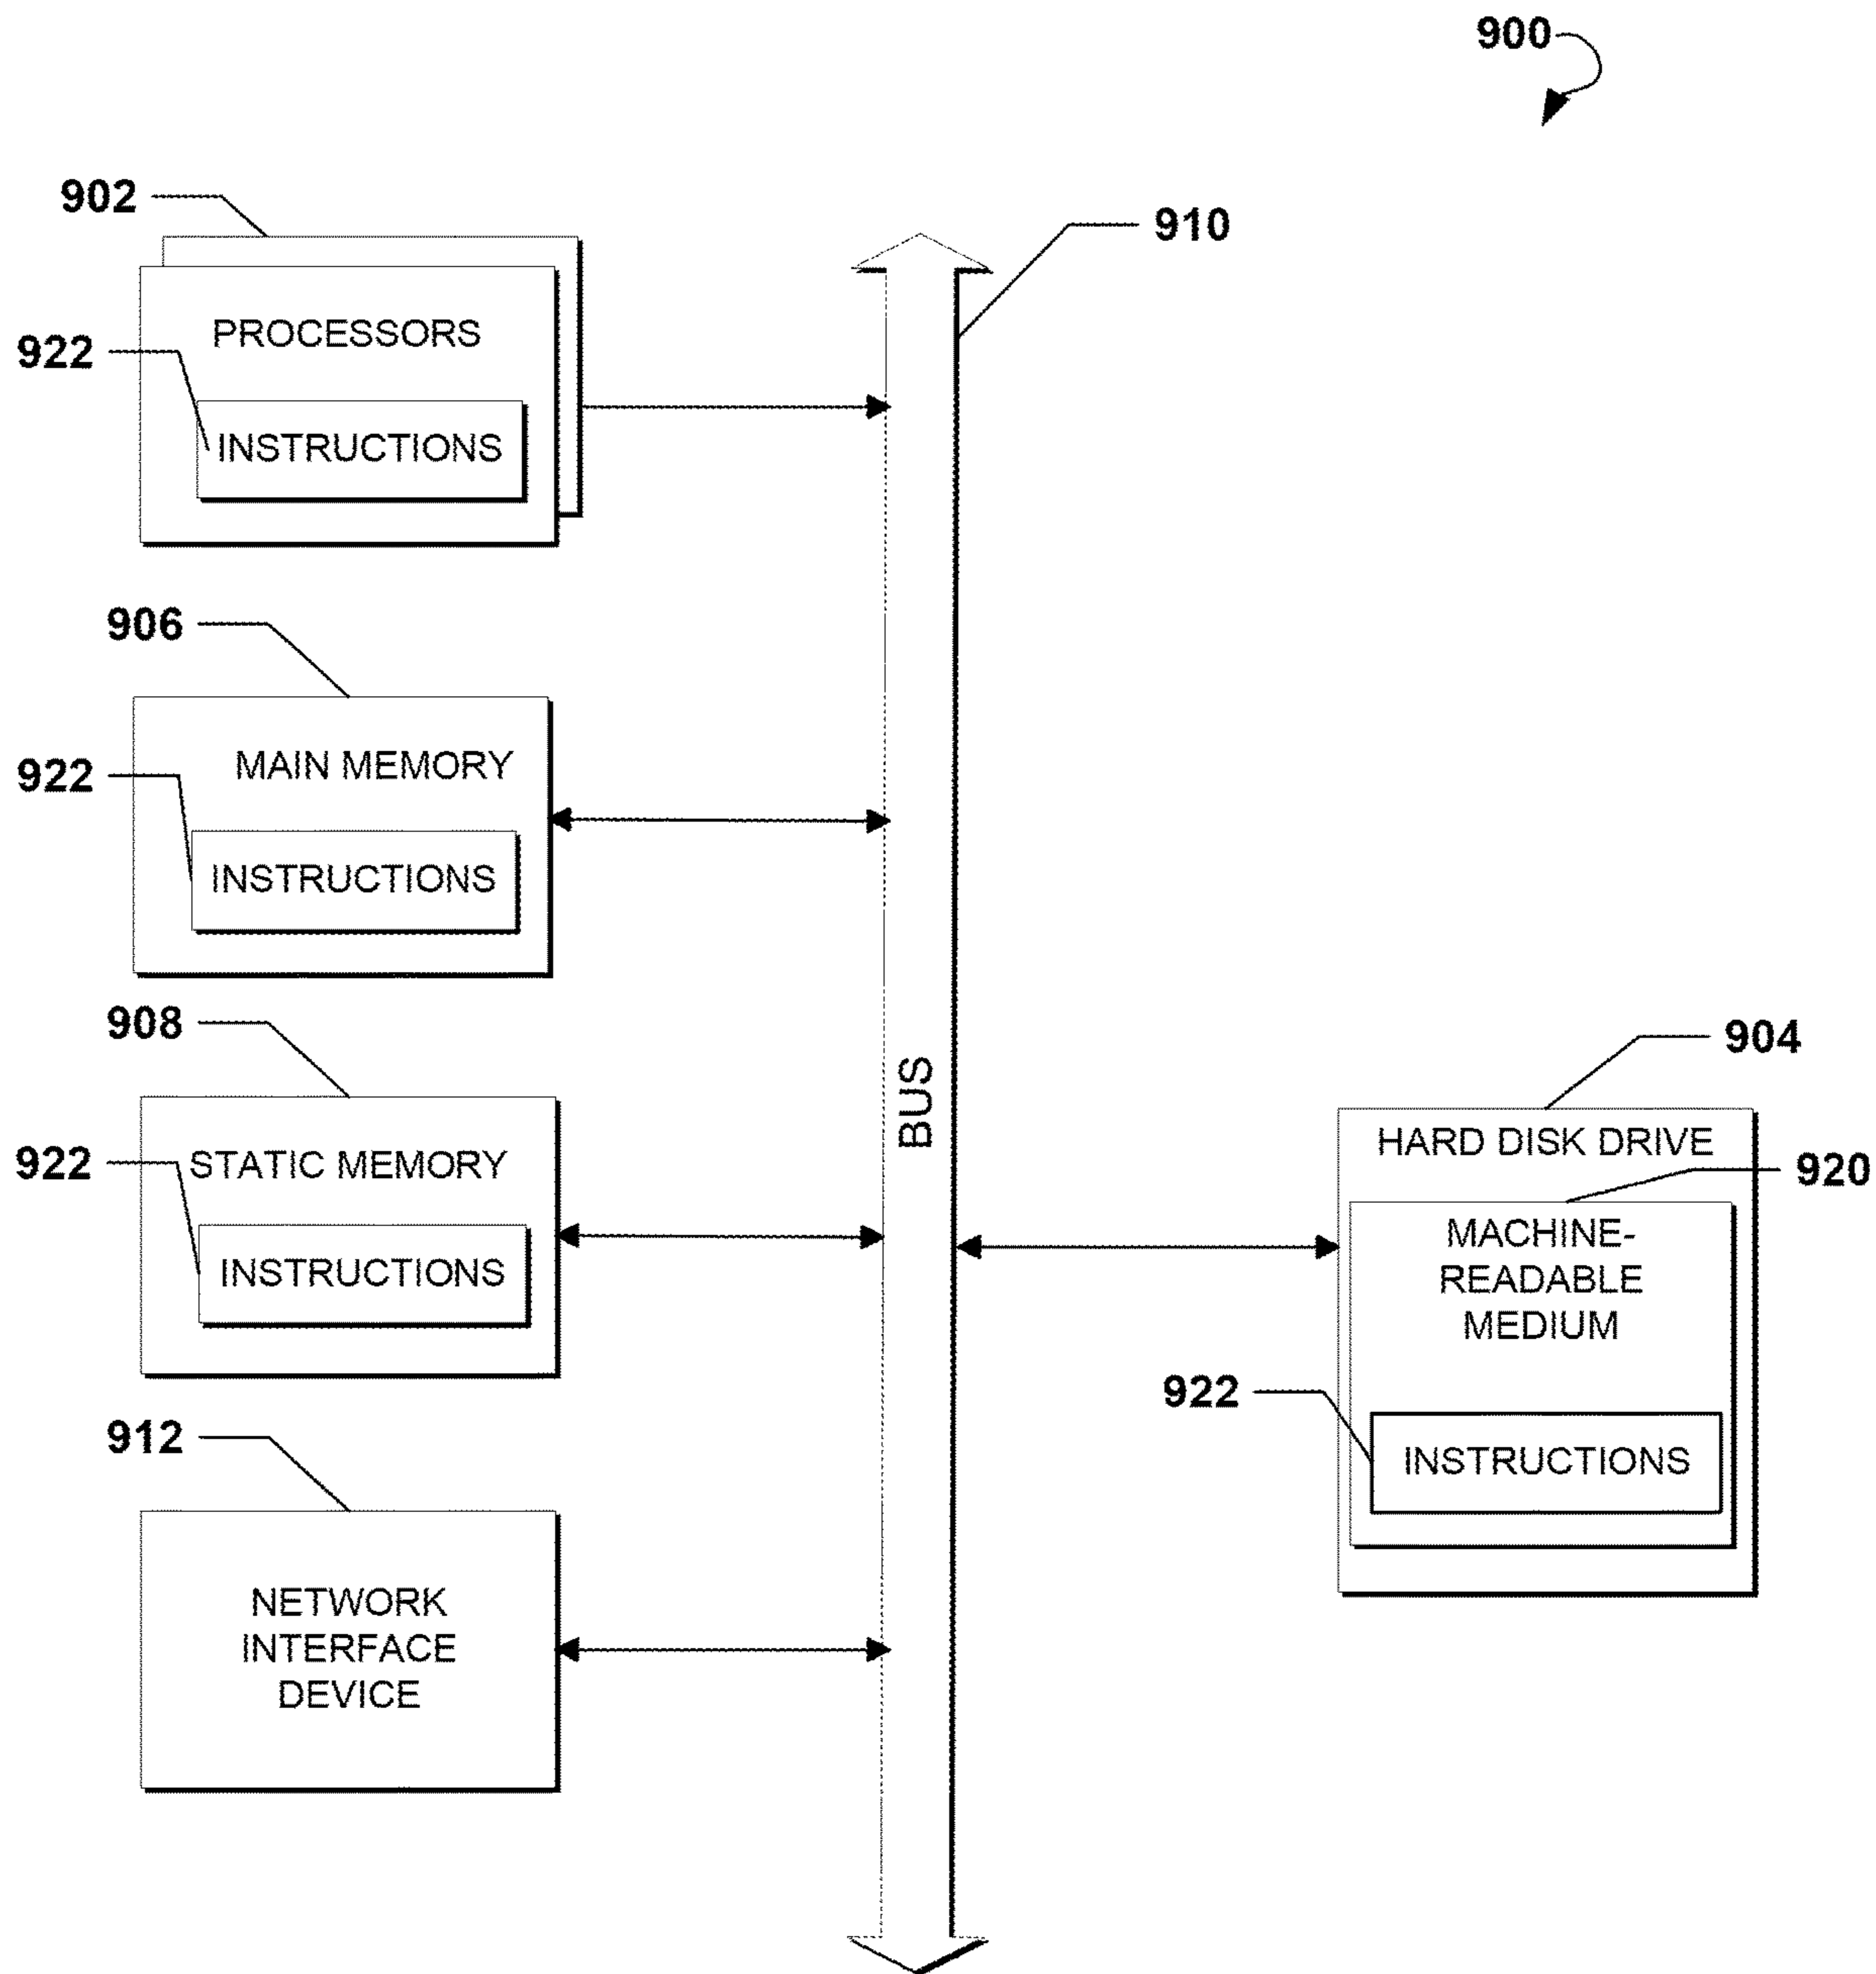 900
902
910
PROCESSORS
922
INSTRUCTIONS
906
MAIN MEMORY
922
INSTRUCTIONS
908
STATIC MEMORY
922
INSTRUCTIONS
BUS
904
HARD DISK DRIVE
920
MACHINE-
READABLE
MEDIUM
922
INSTRUCTIONS
912
NETWORK
INTERFACE
DEVICE